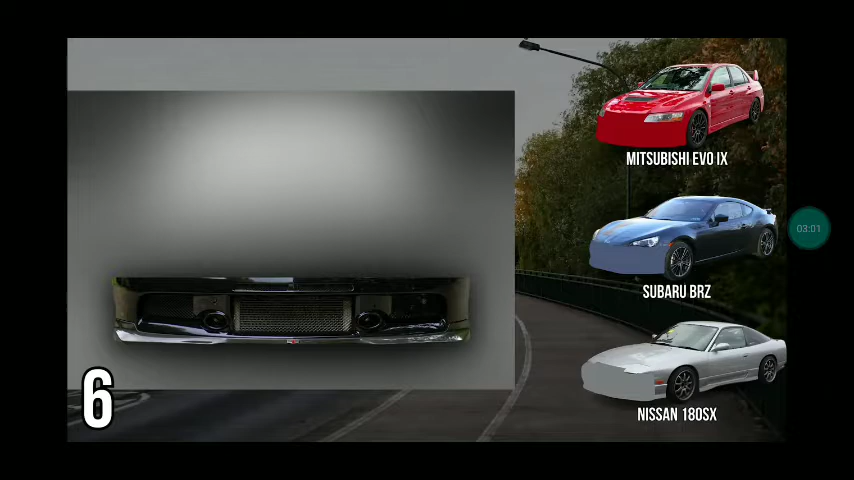 MITSUBISHI EVO IX
03:01
SUBARU BRZ
NISSAN 180SX
6